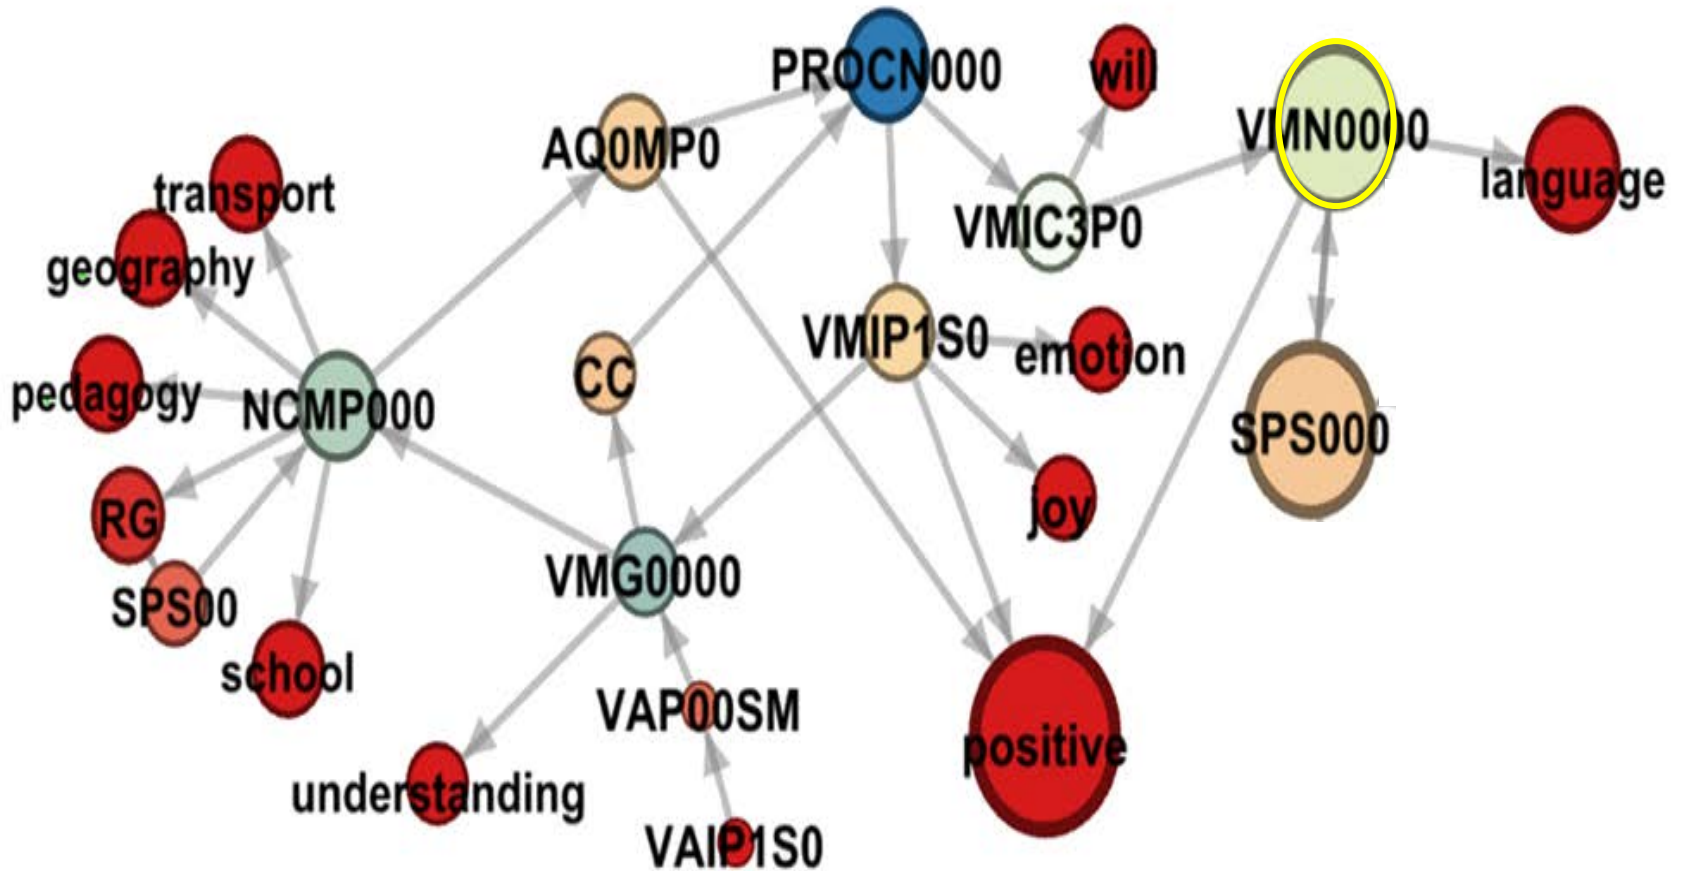 PROCN000
will
VMN0000
AQ0MP0
language
transport
VMIC3P0
geography
VMIP1S0
emotion
pedagogy
NCMP000
CC
SPS000
RG
joy
VMG0000
SPS00
school
VAP00SM
positive
understanding
VAIP1S0